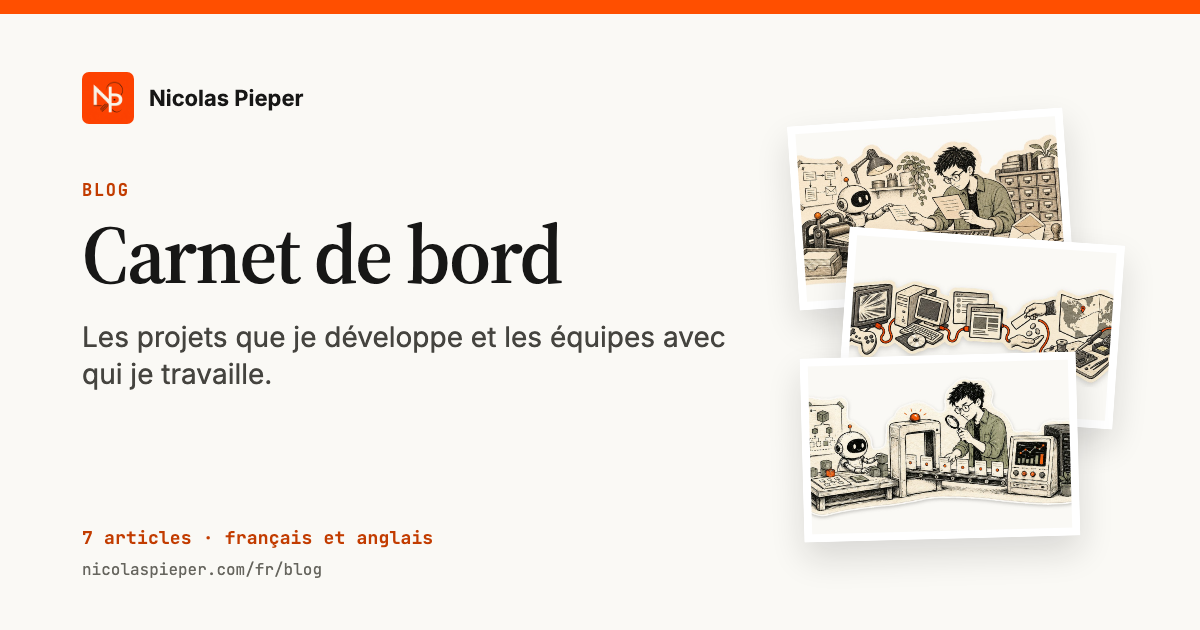 NP
Nicolas Pieper
BLOG
Carnet de bord
Les projets que je développe et les équipes avec
qui je travaille.
7 articles · français et anglais
nicolaspieper.com/fr/blog